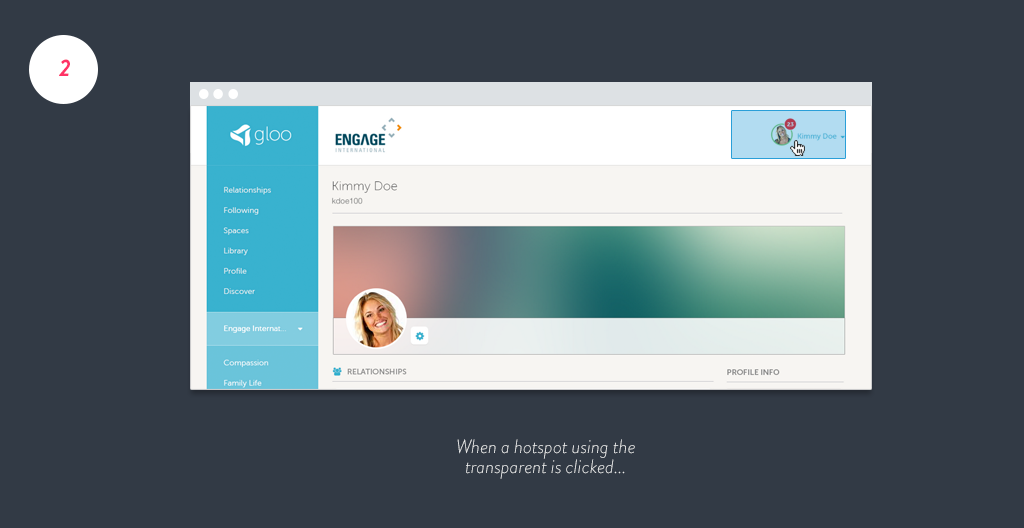 2
gloo
ENGAGE
INTERNATIONAL
23
Kimmy Doe
Kimmy Doe
kdoe100
Relationships
Following
Spaces
Library
Profile
Discover
Engage Internat...
Compassion
Family Life
RELATIONSHIPS
PROFILE INFO
When a hotspot using the
transparent is clicked...